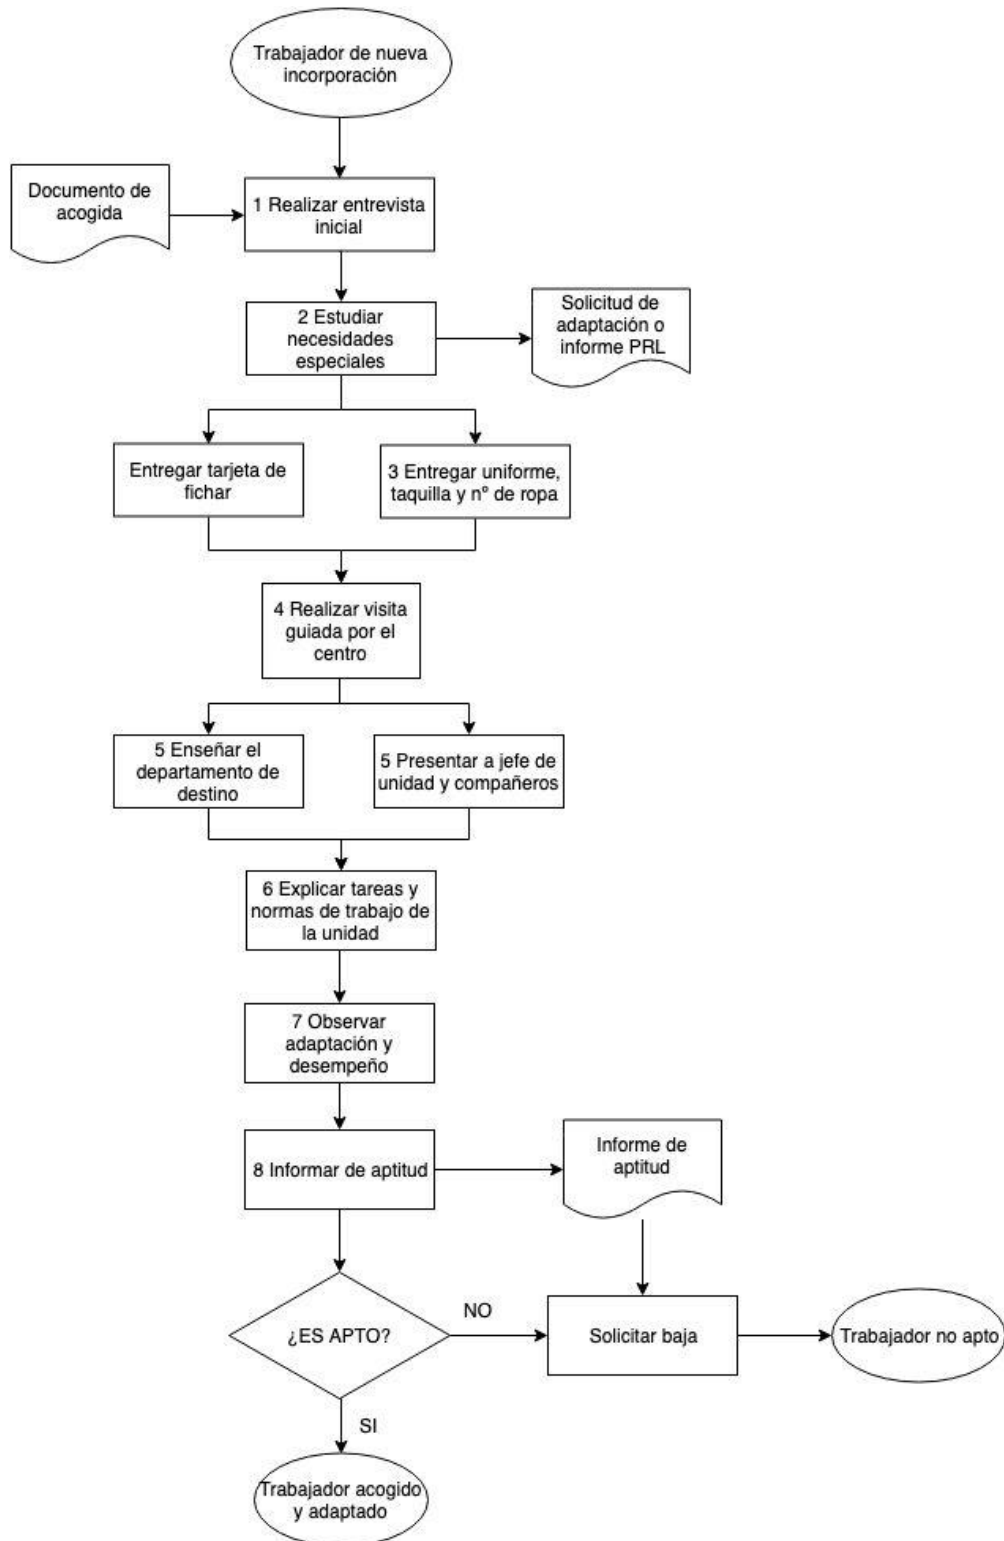 Trabajador de nueva
incorporación
Documento de
acogida
1 Realizar entrevista
inicial
2 Estudiar
necesidades
especiales
Solicitud de
adaptación o
informe PRL
Entregar tarjeta de
fichar
3 Entregar uniforme,
taquilla y nº de ropa
4 Realizar visita
guiada por el
centro
5 Enseñar el
departamento de
destino
5 Presentar a jefe de
unidad y compañeros
6 Explicar tareas y
normas de trabajo de
la unidad
7 Observar
adaptación y
desempeño
8 Informar de aptitud
Informe de
aptitud
¿ES APTO?
NO
Solicitar baja
Trabajador no apto
SI
Trabajador acogido
y adaptado